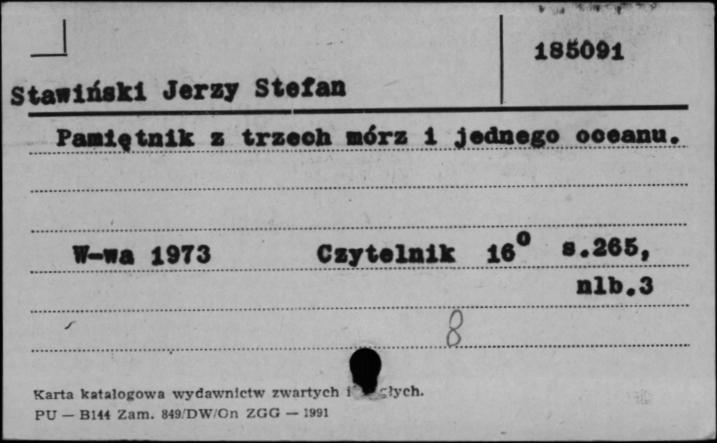 185091
Stawiński Jerzy Stefan
Pamiętnik z trzech mórz i jednego oceanu.
W-wa 1973 Czytelnik 16⁰ s.265,
nlb.3
8
Karta katalogowa wydawnictw zwartych i
PU — B144 Zam. 849/DW/On ZGG — 1991